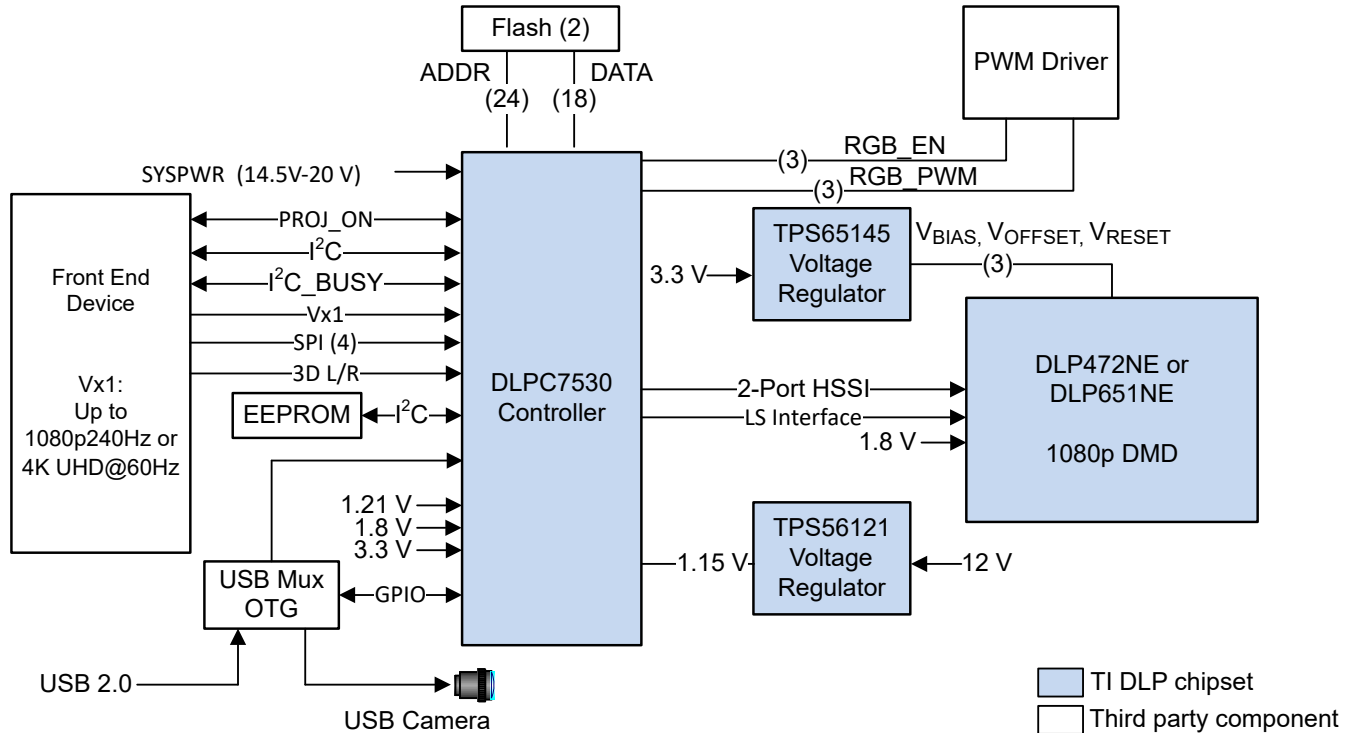 Flash (2)
ADDR
DATA
(24)
(18)
PWM Driver
RGB_EN
(3)
RGB_PWM
(3)
SYSPWR (14.5V-20 V)
Front End
Device
Vx1:
Up to
1080p240Hz or
4K UHD@60Hz
PROJ_ON
I²C
I²C_BUSY
Vx1
SPI (4)
3D L/R
EEPROM
I²C
DLPC7530
Controller
TPS65145
Voltage
Regulator
3.3 V
VBIAS, VOFFSET, VRESET
(3)
2-Port HSSI
LS Interface
1.8 V
DLP472NE or
DLP651NE
1080p DMD
1.21 V
1.8 V
3.3 V
1.15 V
TPS56121
Voltage
Regulator
12 V
USB Mux
OTG
GPIO
USB 2.0
USB Camera
TI DLP chipset
Third party component